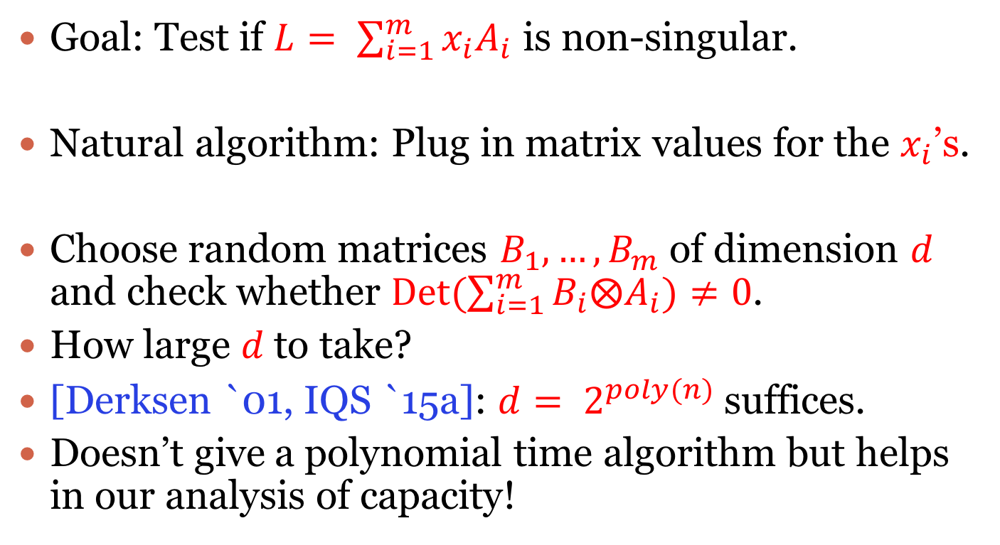 • Goal: Test if $L = \sum_{i=1}^{m} x_i A_i$ is non-singular.
• Natural algorithm: Plug in matrix values for the $x_i$'s.
• Choose random matrices $B_1, \ldots, B_m$ of dimension $d$
and check whether $\mathrm{Det}(\sum_{i=1}^{m} B_i \otimes A_i) \neq 0$.
• How large $d$ to take?
• [Derksen `01, IQS `15a]: $d = 2^{poly(n)}$ suffices.
• Doesn't give a polynomial time algorithm but helps
in our analysis of capacity!